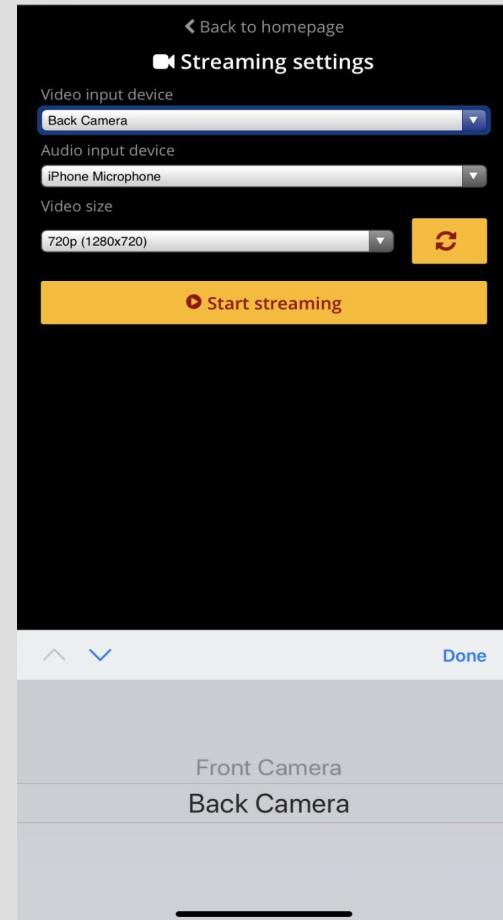 Back to homepage
Streaming settings
Video input device
Back Camera
Audio input device
iPhone Microphone
Video size
720p (1280x720)
Start streaming
Done
Front Camera
Back Camera